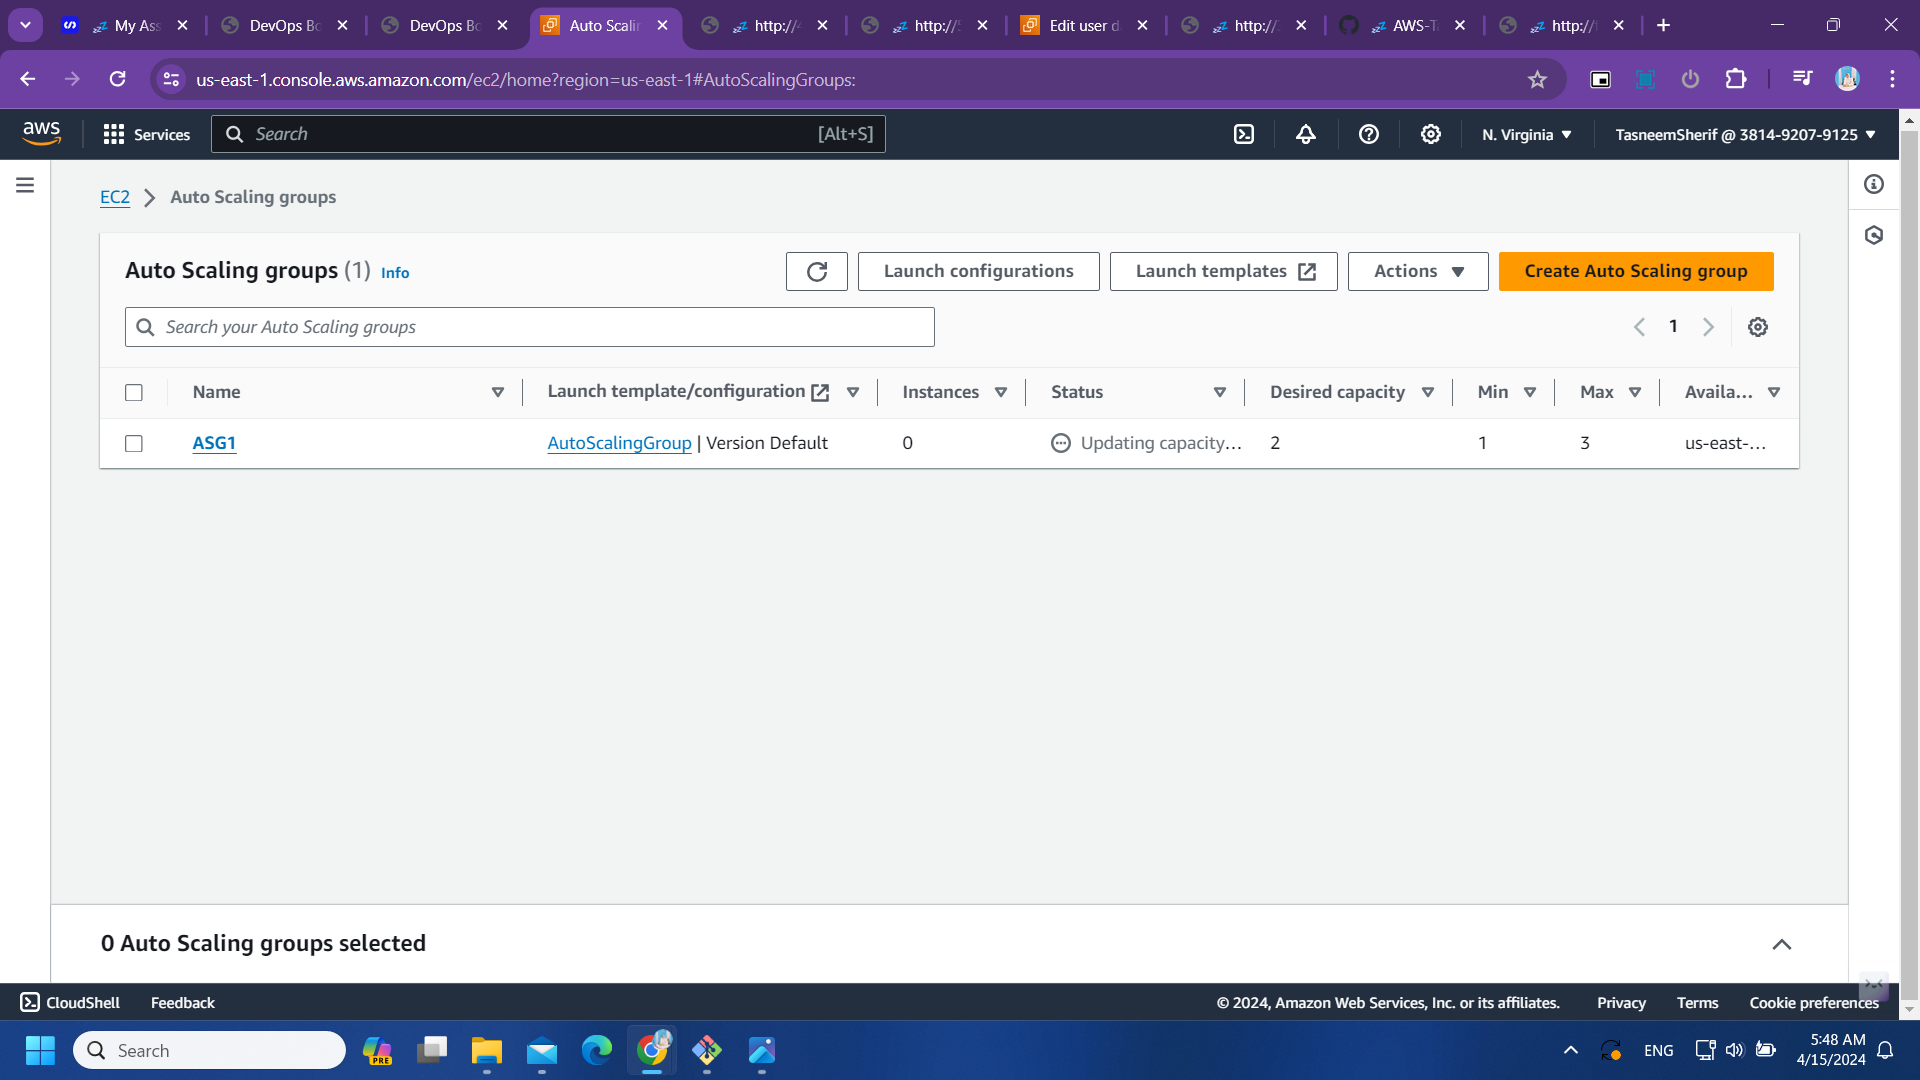 My Ass
DevOps Bo
DevOps Bo
Auto Scalin
http://
http://
Edit user d
http://
AWS-T
http://
us-east-1.console.aws.amazon.com/ec2/home?region=us-east-1#AutoScalingGroups:
aws
Services
Search
[Alt+S]
N. Virginia
TasneemSherif @ 3814-9207-9125
EC2
Auto Scaling groups
Auto Scaling groups (1) Info
Launch configurations
Launch templates
Actions
Create Auto Scaling group
Search your Auto Scaling groups
1
Name
Launch template/configuration
Instances
Status
Desired capacity
Min
Max
Availa...
ASG1
AutoScalingGroup | Version Default
0
Updating capacity...
2
1
3
us-east-...
0 Auto Scaling groups selected
CloudShell
Feedback
© 2024, Amazon Web Services, Inc. or its affiliates.
Privacy
Terms
Cookie preferences
Search
PRE
ENG
5:48 AM
4/15/2024